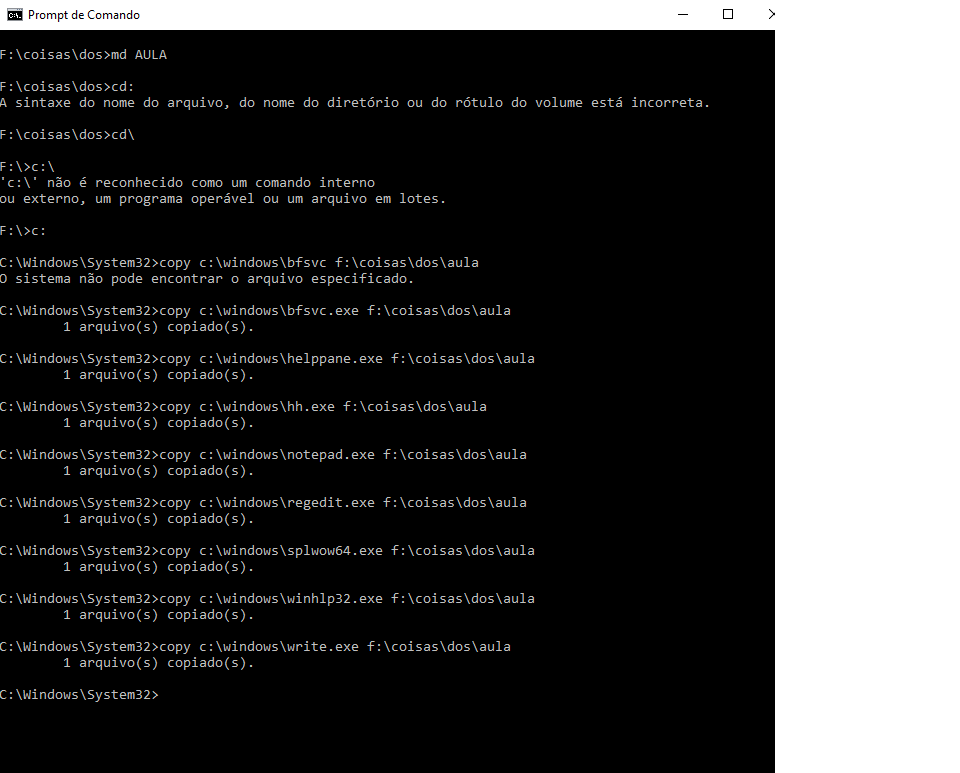 Prompt de Comando
F:\coisas\dos>md AULA
F:\coisas\dos>cd:
A sintaxe do nome do arquivo, do nome do diretório ou do rótulo do volume está incorreta.
F:\coisas\dos>cd\
F:\>c:\
'c:\' não é reconhecido como um comando interno
ou externo, um programa operável ou um arquivo em lotes.
F:\>c:
C:\Windows\System32>copy c:\windows\bfsvc f:\coisas\dos\aula
O sistema não pode encontrar o arquivo especificado.
C:\Windows\System32>copy c:\windows\bfsvc.exe f:\coisas\dos\aula
1 arquivo(s) copiado(s).
C:\Windows\System32>copy c:\windows\helppane.exe f:\coisas\dos\aula
1 arquivo(s) copiado(s).
C:\Windows\System32>copy c:\windows\hh.exe f:\coisas\dos\aula
1 arquivo(s) copiado(s).
C:\Windows\System32>copy c:\windows\notepad.exe f:\coisas\dos\aula
1 arquivo(s) copiado(s).
C:\Windows\System32>copy c:\windows\regedit.exe f:\coisas\dos\aula
1 arquivo(s) copiado(s).
C:\Windows\System32>copy c:\windows\splwow64.exe f:\coisas\dos\aula
1 arquivo(s) copiado(s).
C:\Windows\System32>copy c:\windows\winhlp32.exe f:\coisas\dos\aula
1 arquivo(s) copiado(s).
C:\Windows\System32>copy c:\windows\write.exe f:\coisas\dos\aula
1 arquivo(s) copiado(s).
C:\Windows\System32>